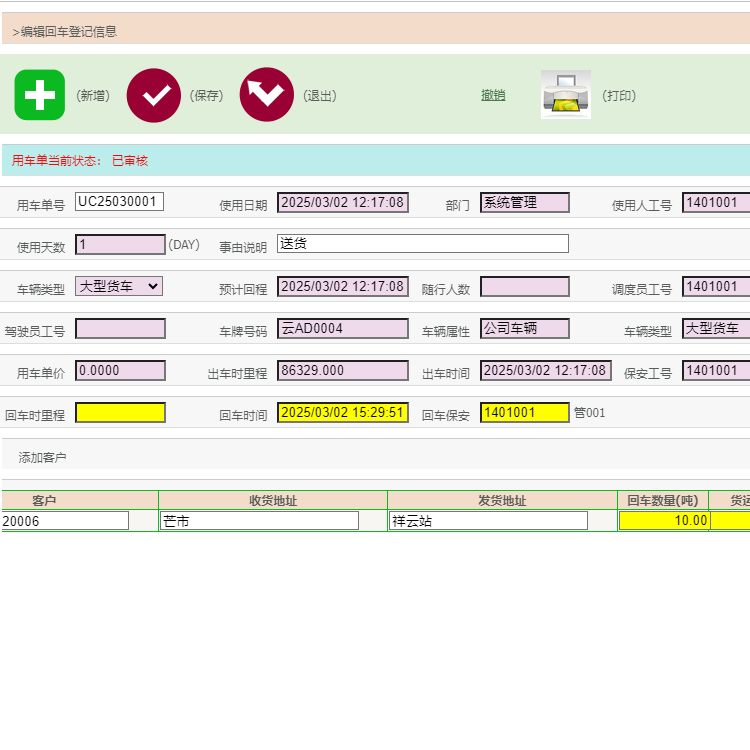 >编辑回车登记信息
(新增) (保存) (退出) 撤销 (打印)
用车单当前状态： 已审核
用车单号 UC25030001 使用日期 2025/03/02 12:17:08 部门 系统管理 使用人工号 1401001
使用天数 1 (DAY) 事由说明 送货
车辆类型 大型货车 预计回程 2025/03/02 12:17:08 随行人数 调度员工号 1401001
驾驶员工号 车牌号码 云AD0004 车辆属性 公司车辆 车辆类型 大型货车
用车单价 0.0000 出车时里程 86329.000 出车时间 2025/03/02 12:17:08 保安工号 1401001
回车时里程 回车时间 2025/03/02 15:29:51 回车保安 1401001 管001
添加客户
客户 收货地址 发货地址 回车数量(吨) 货运
20006 芒市 祥云站 10.00